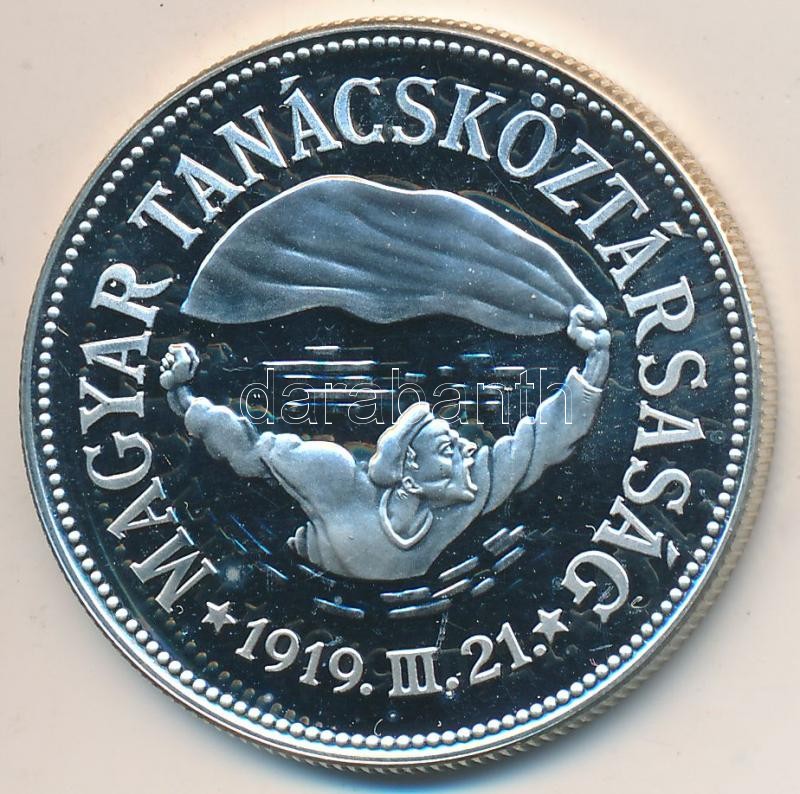 MAGYAR TANÁCSKÖZTÁRSASÁG
darabanth
★ 1919. III. 21. ★